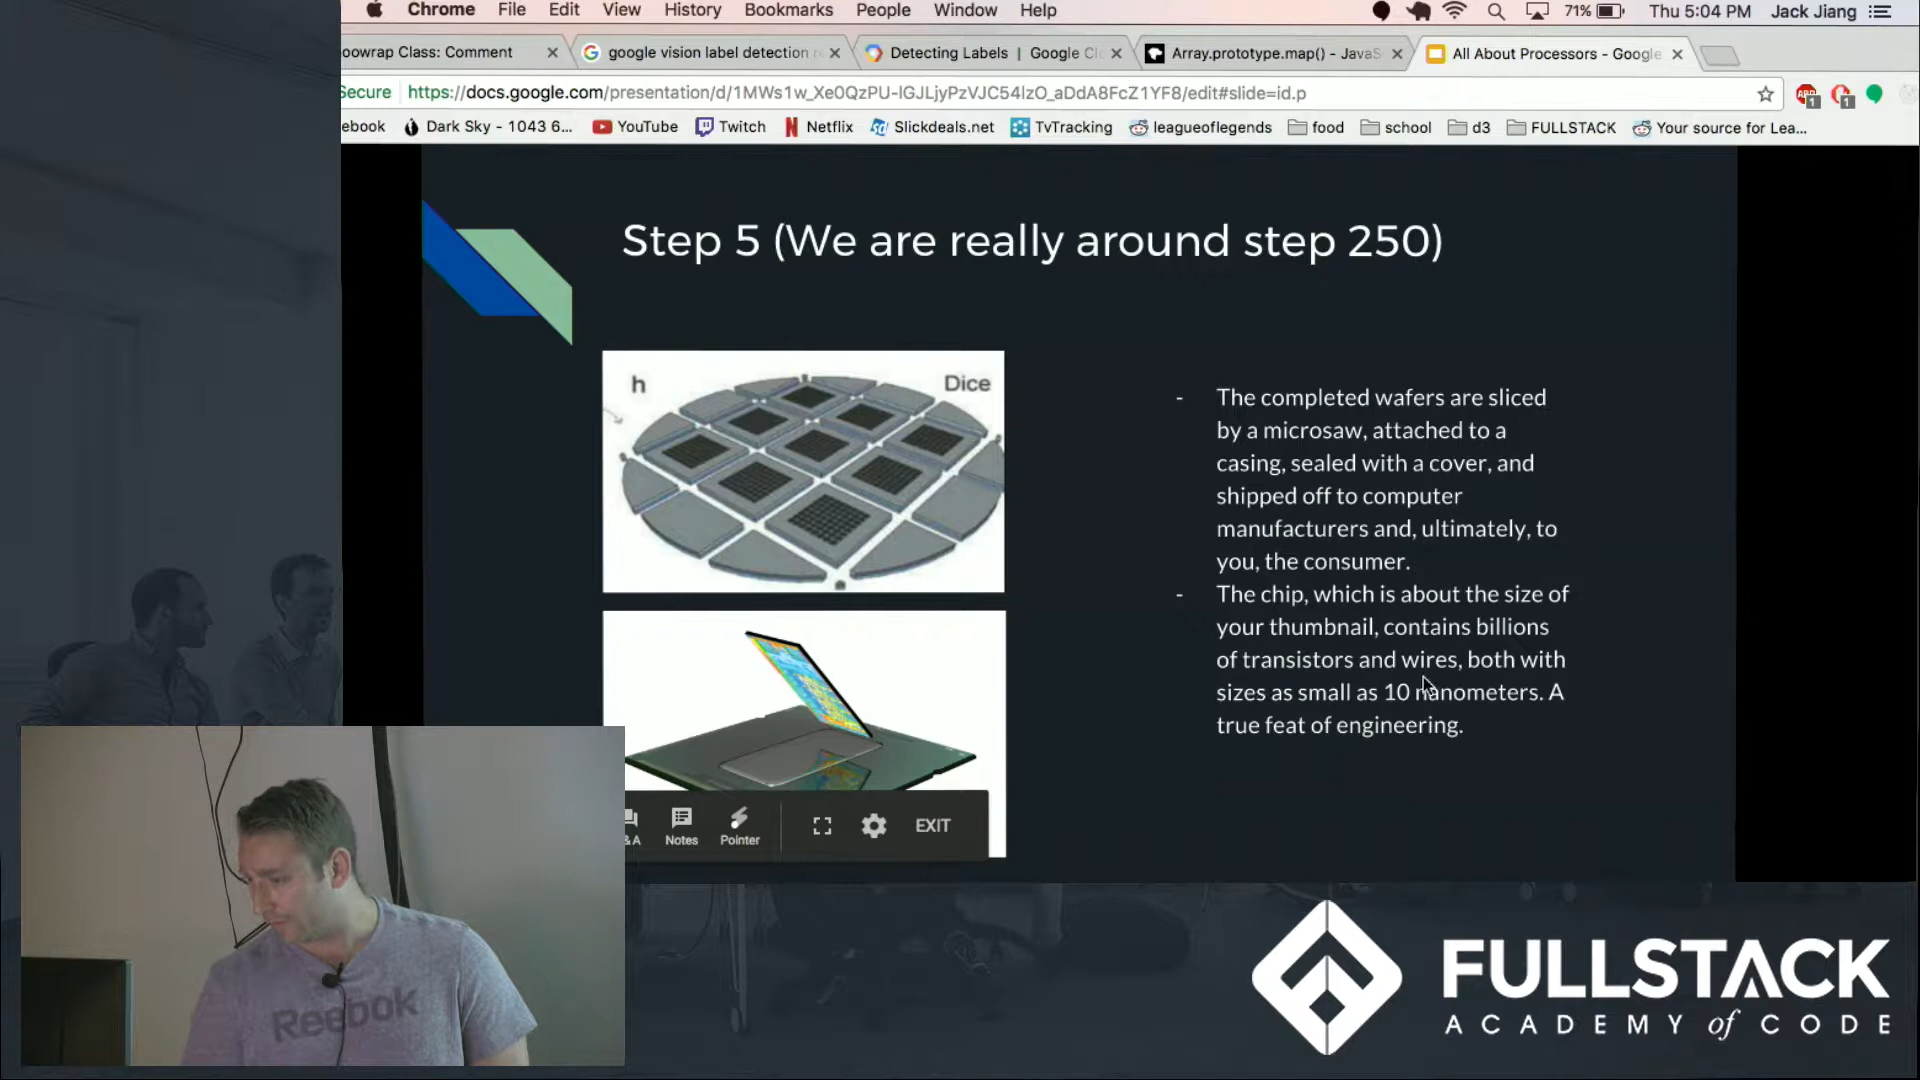 Chrome File Edit View History Bookmarks People Window Help 71% Thu 5:04 PM Jack Jiang
oowrap Class: Comment google vision label detection Detecting Labels | Google Cl Array.prototype.map() - JavaS All About Processors - Google
Secure https://docs.google.com/presentation/d/1MWs1w_Xe0QzPU-lGJLjyPzVJC54lzO_aDdA8FcZ1YF8/edit#slide=id.p
ebook Dark Sky - 1043 6... YouTube Twitch Netflix Slickdeals.net TvTracking leagueoflegends food school d3 FULLSTACK Your source for Lea...
Step 5 (We are really around step 250)
h Dice
- The completed wafers are sliced
by a microsaw, attached to a
casing, sealed with a cover, and
shipped off to computer
manufacturers and, ultimately, to
you, the consumer.
- The chip, which is about the size of
your thumbnail, contains billions
of transistors and wires, both with
sizes as small as 10 nanometers. A
true feat of engineering.
&A Notes Pointer EXIT
Reebok
FULLSTACK
ACADEMY of CODE